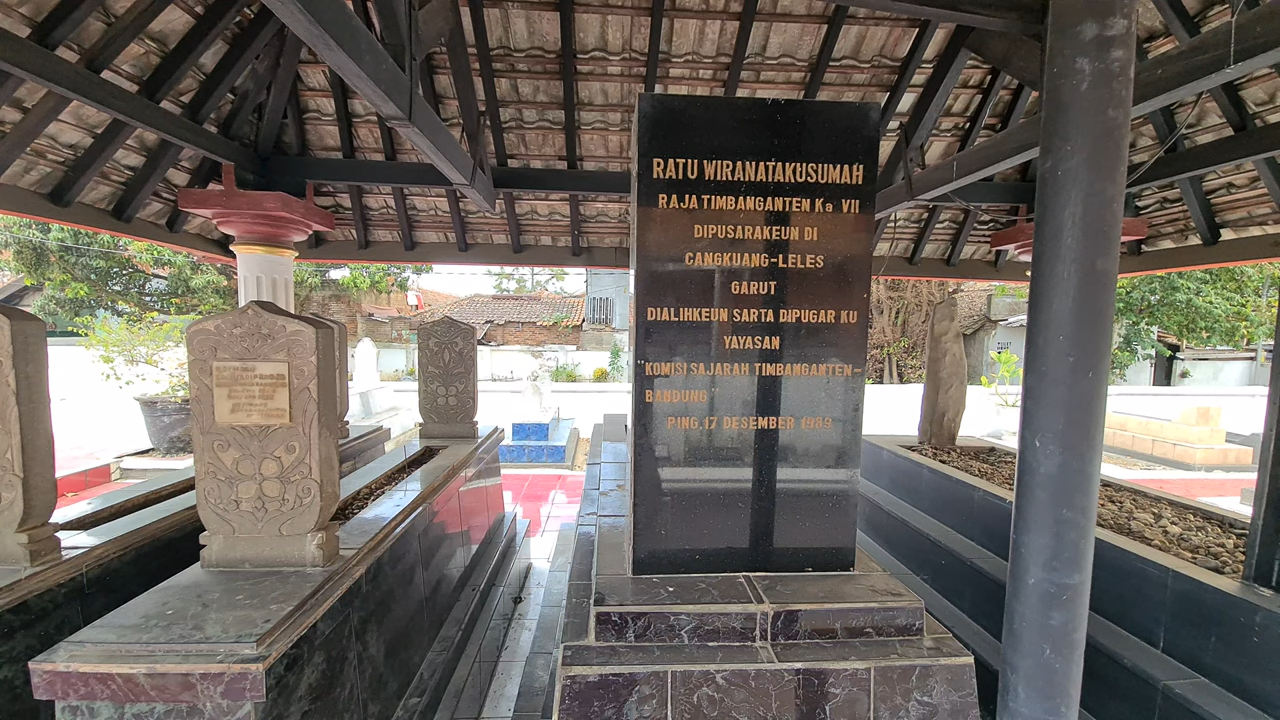 RATU WIRANATAKUSUMAH
RAJA TIMBANGANTEN Ka VII
DIPUSARAKEUN DI
CANGKUANG-LELES
GARUT
DIALIHKEUN SARTA DIPUGAR KU
YAYASAN
"KOMISI SAJARAH TIMBANGANTEN-
BANDUNG"
PING, 17 DESEMBER 1989